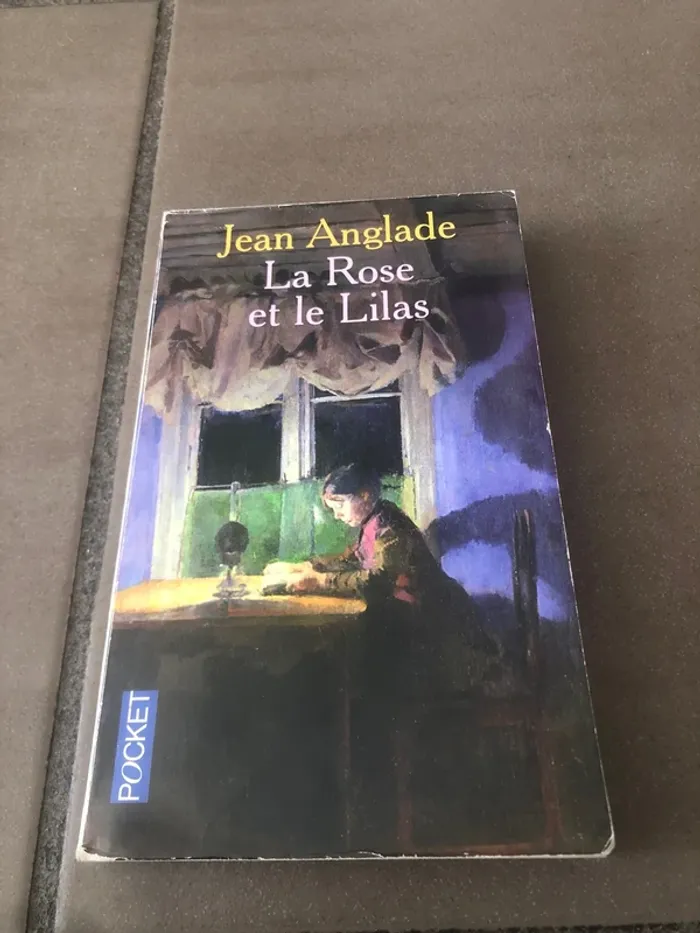 Jean Anglade
La Rose
et le Lilas
POCKET